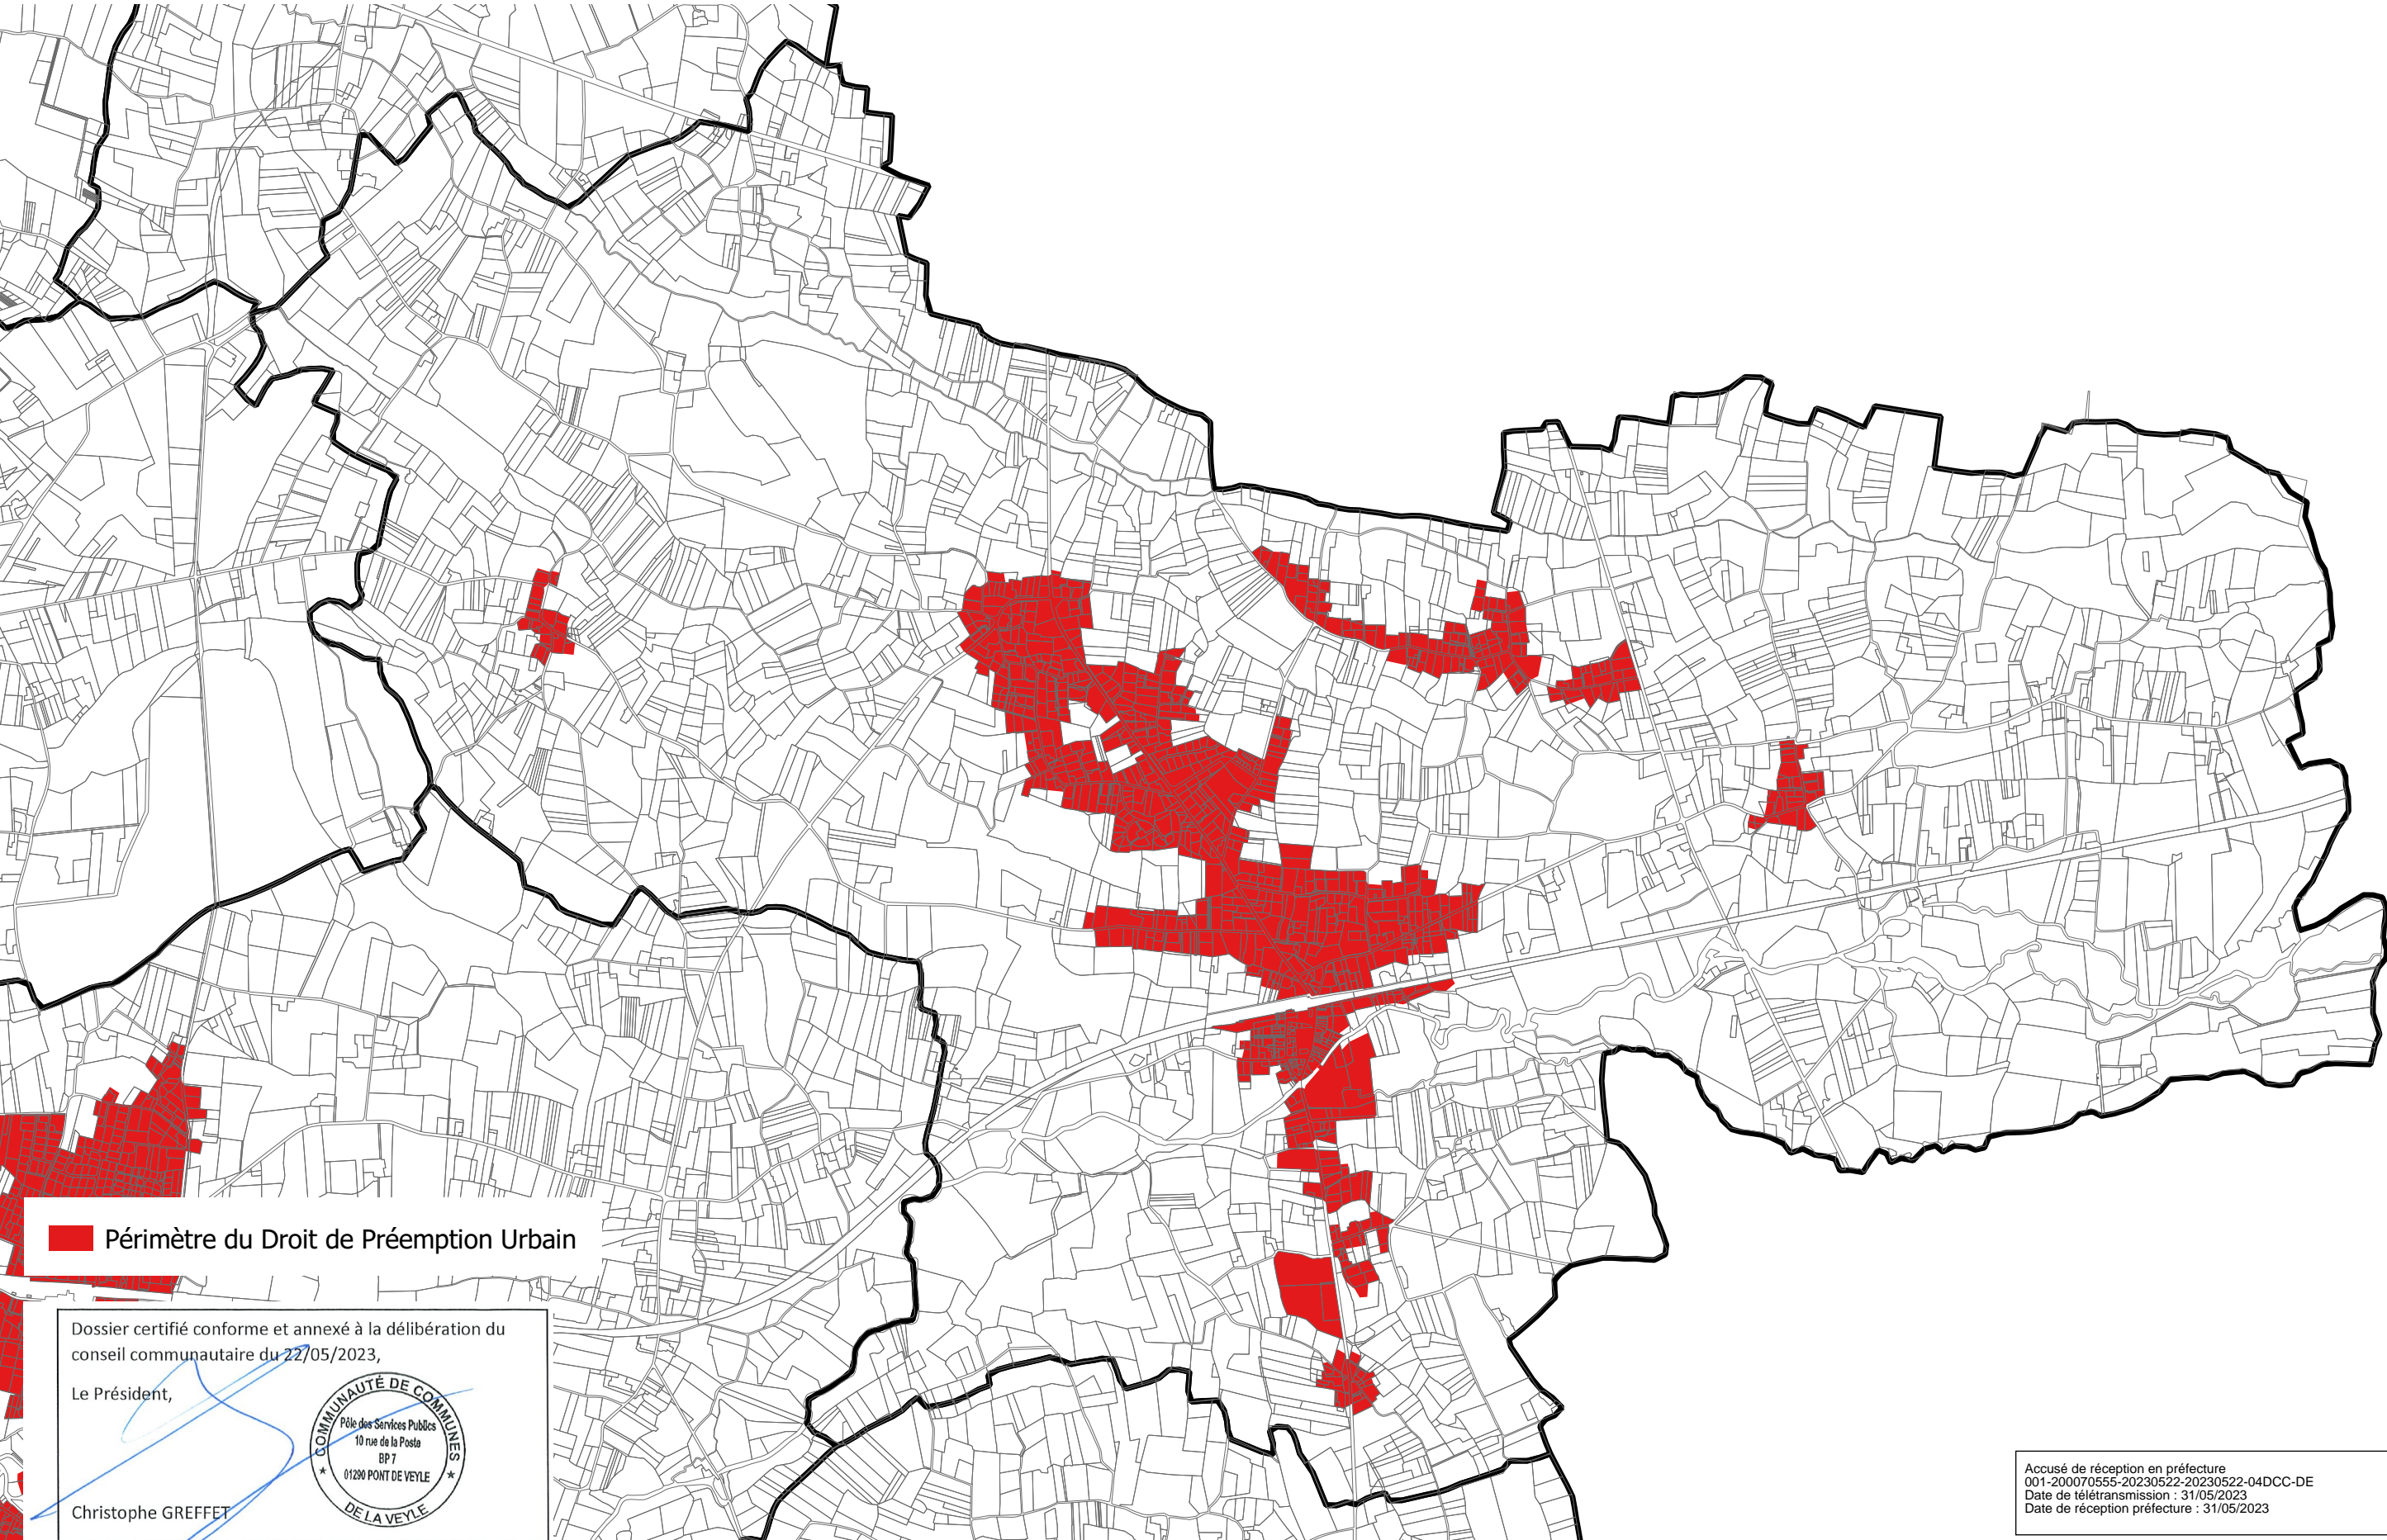 Périmètre du Droit de Préemption Urbain
Dossier certifié conforme et annexé à la délibération du
conseil communautaire du 22/05/2023,
Le Président,
COMMUNAUTÉ DE COMMUNES
Pôle des Services Publics
10 rue de la Poste
BP 7
01290 PONT DE VEYLE
★ DE LA VEYLE ★
Christophe GREFFET
Accusé de réception en préfecture
001-200070555-20230522-20230522-04DCC-DE
Date de télétransmission : 31/05/2023
Date de réception préfecture : 31/05/2023